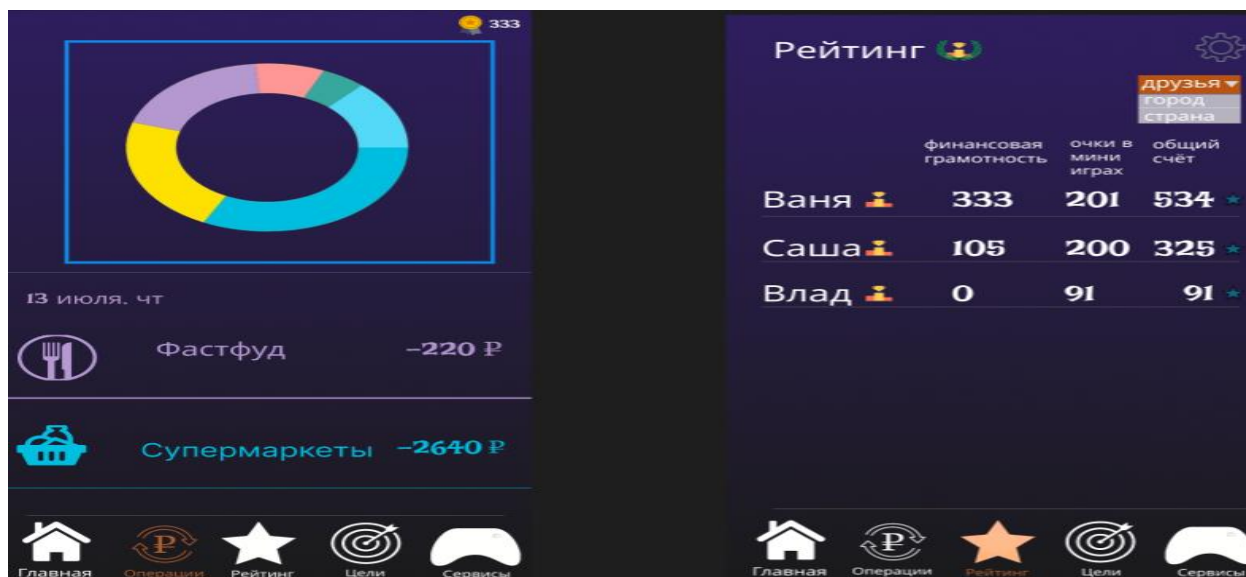 333
13 июля. чт
Фастфуд -220 ₽
Супермаркеты -2640 ₽
Главная Операции Рейтинг Цели Сервисы
Рейтинг
друзья
город
страна
финансовая грамотность
очки в мини играх
общий счёт
Ваня 333 201 534
Саша 105 200 325
Влад 0 91 91
Главная Операции Рейтинг Цели Сервисы